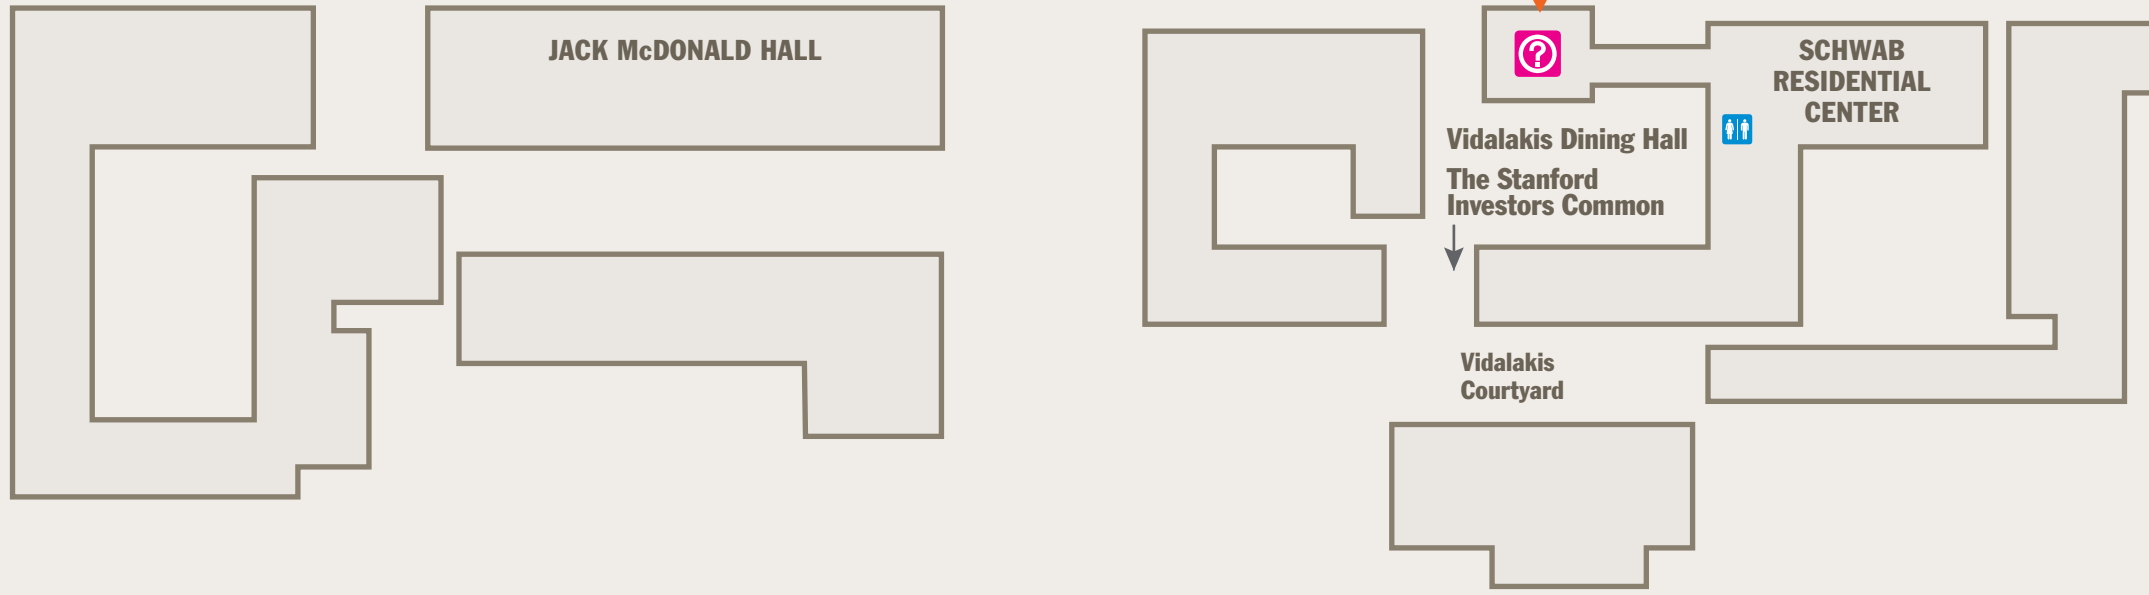 JACK McDONALD HALL
?
SCHWAB
RESIDENTIAL
CENTER
Vidalakis Dining Hall
The Stanford
Investors Common
Vidalakis
Courtyard